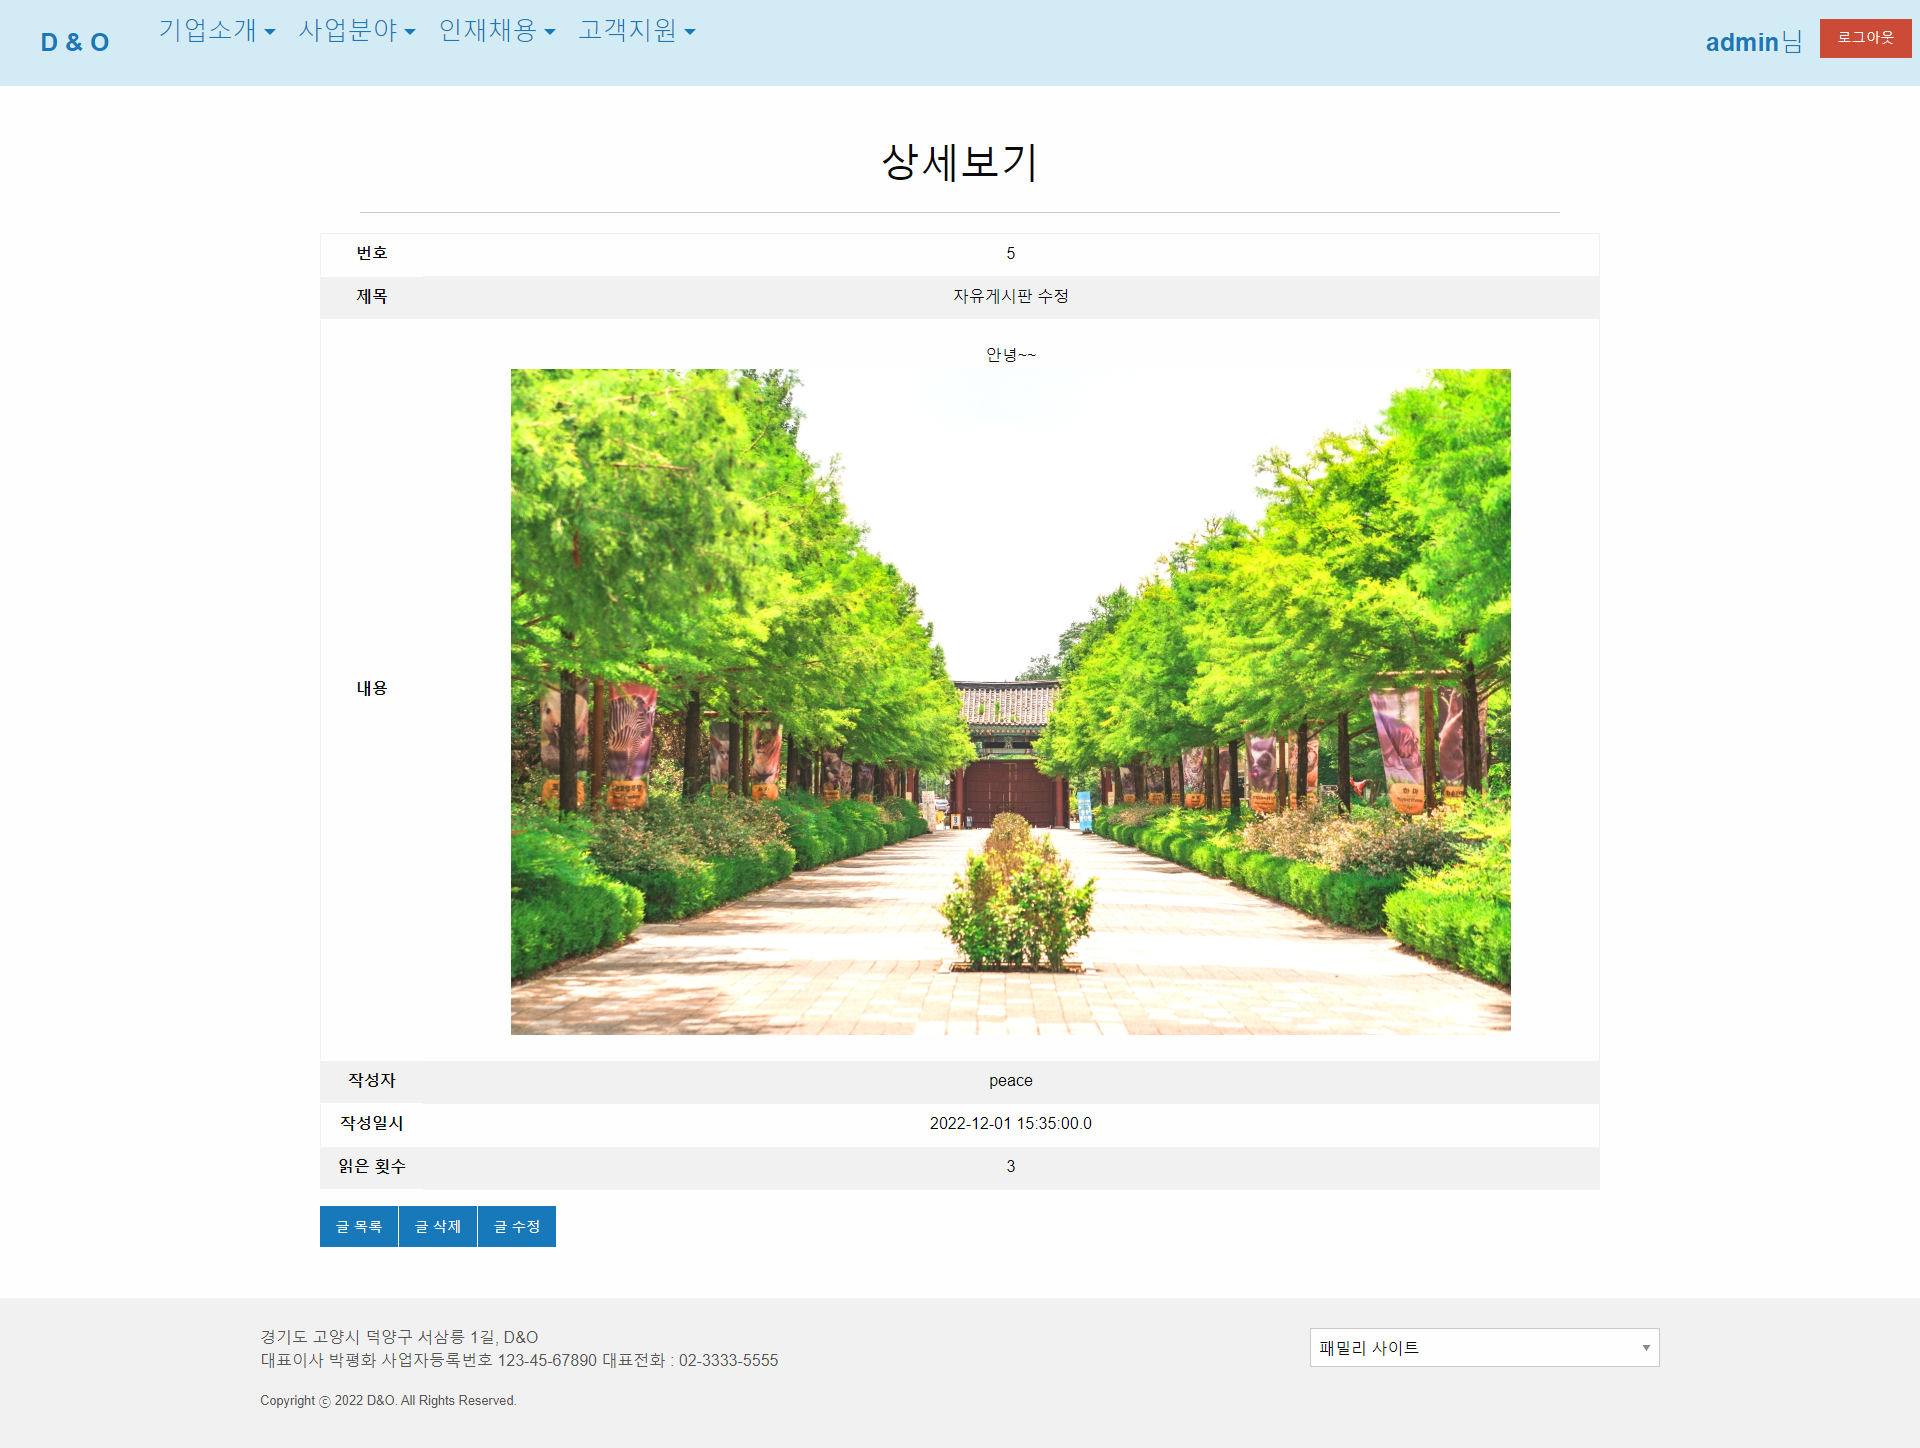 D & O
기업소개
사업분야
인재채용
고객지원
admin님
로그아웃
상세보기
번호 5
제목 자유게시판 수정
안녕~~
내용
작성자 peace
작성일시 2022-12-01 15:35:00.0
읽은 횟수 3
글 목록
글 삭제
글 수정
경기도 고양시 덕양구 서삼릉 1길, D&O
대표이사 박평화 사업자등록번호 123-45-67890 대표전화 : 02-3333-5555
패밀리 사이트
Copyright ⓒ 2022 D&O. All Rights Reserved.